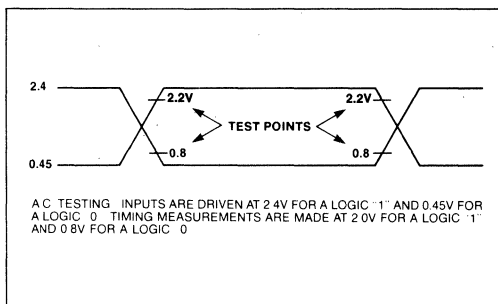 2.4
2.2V
2.2V
TEST POINTS
0.8
0.8
0.45
A C TESTING INPUTS ARE DRIVEN AT 2 4V FOR A LOGIC "1" AND 0.45V FOR
A LOGIC 0 TIMING MEASUREMENTS ARE MADE AT 2 0V FOR A LOGIC "1"
AND 0 8V FOR A LOGIC 0